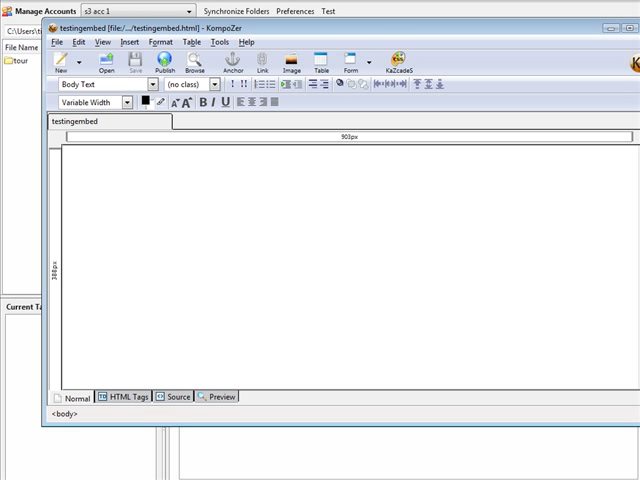 Manage Accounts s3 acc 1 Synchronize Folders Preferences Test
testingembed [file:/.../testingembed.html] - KompoZer
C:\Users\ti
File Edit View Insert Format Table Tools Help
File Name
tour
New Open Save Publish Browse Anchor Link Image Table Form KaZcadeS
css
Body Text (no class)
Variable Width A A B I U
testingembed
903px
388px
Current Ta
Normal HTML Tags Source Preview
<body>